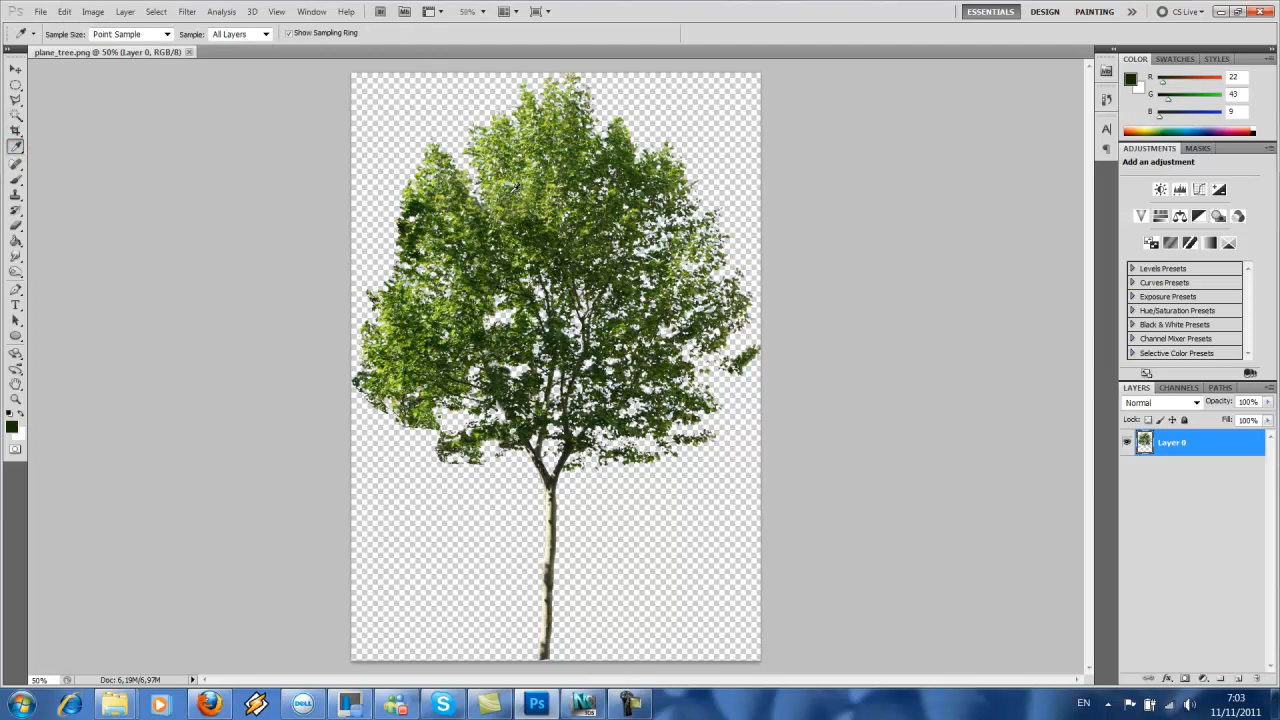 Ps File Edit Image Layer Select Filter Analysis 3D View Window Help Br Mb 50% ESSENTIALS DESIGN PAINTING CS Live
Sample Size: Point Sample Sample: All Layers Show Sampling Ring
plane_tree.png @ 50% (Layer 0, RGB/8)
COLOR SWATCHES STYLES
R 22
G 43
B 9
ADJUSTMENTS MASKS
Add an adjustment
Levels Presets
Curves Presets
Exposure Presets
Hue/Saturation Presets
Black & White Presets
Channel Mixer Presets
Selective Color Presets
LAYERS CHANNELS PATHS
Normal Opacity: 100%
Lock: Fill: 100%
Layer 0
50% Doc: 6,19M/6,97M
DELL Ps EN 7:03
11/11/2011